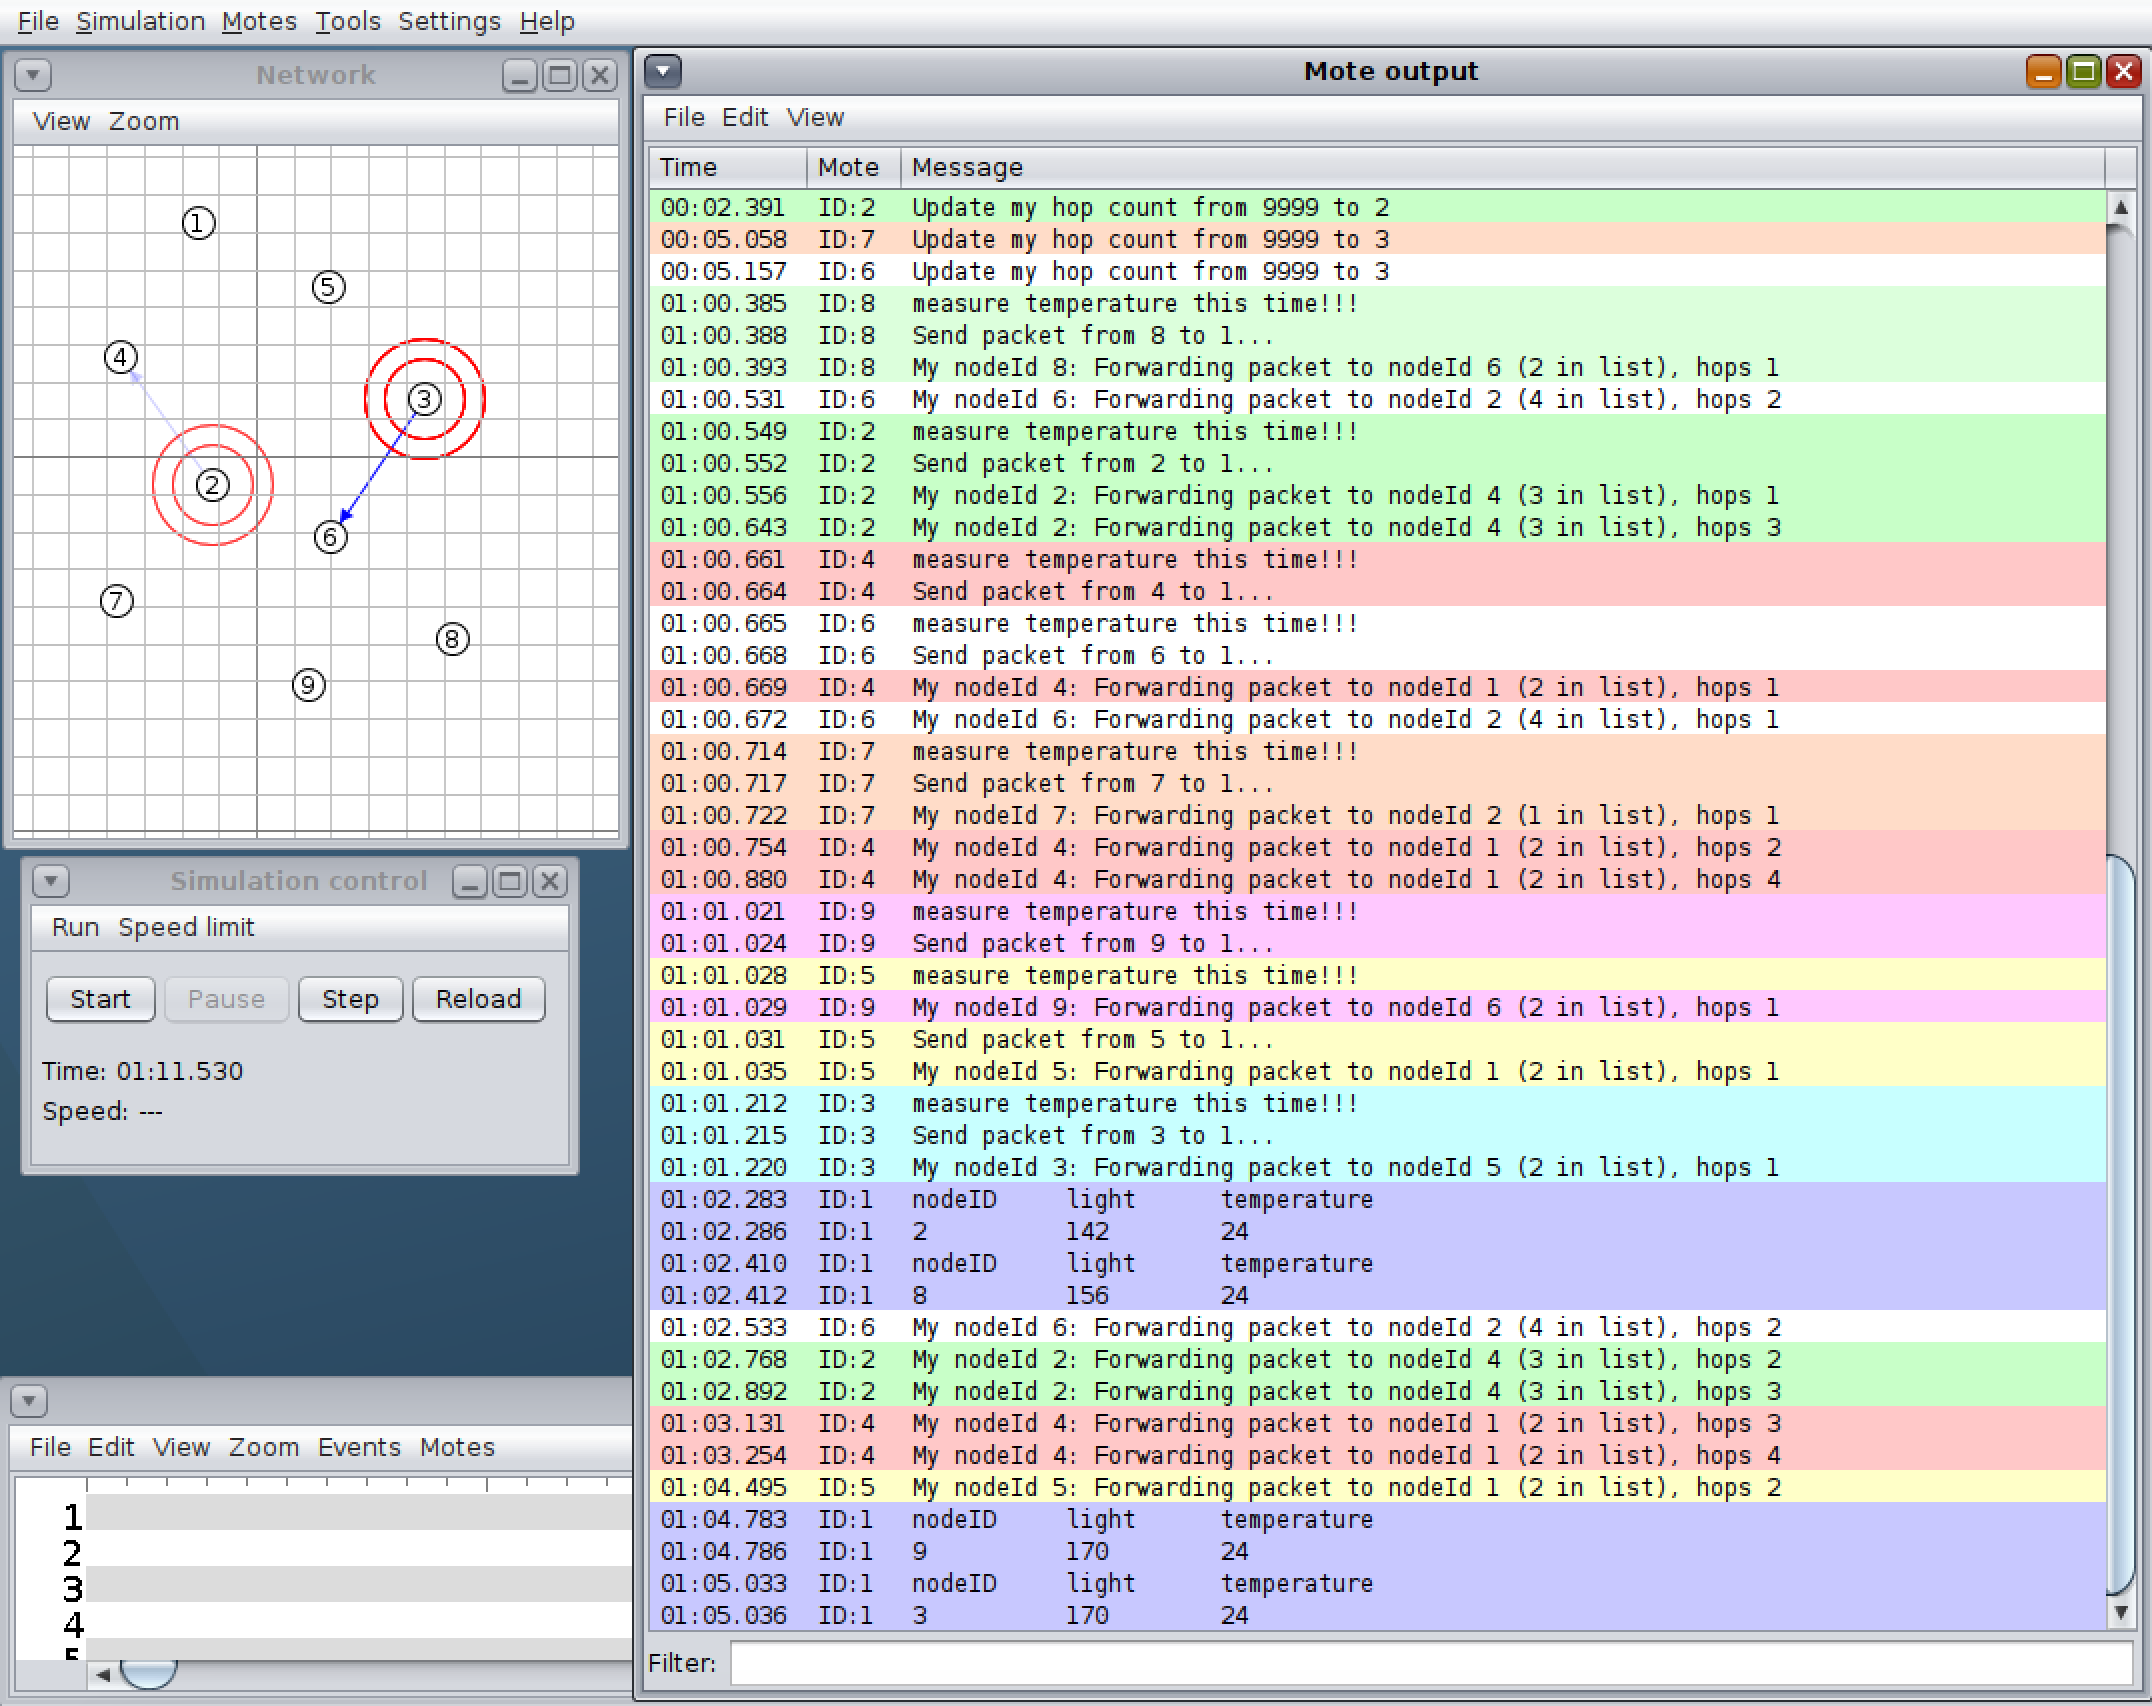 File Simulation Motes Tools Settings Help
Network
View Zoom
1
5
4
3
2
6
7
8
9
Simulation control
Run Speed limit
Start Pause Step Reload
Time: 01:11.530
Speed: ---
File Edit View Zoom Events Motes
1
2
3
4
5
Mote output
File Edit View
Time Mote Message
00:02.391 ID:2 Update my hop count from 9999 to 2
00:05.058 ID:7 Update my hop count from 9999 to 3
00:05.157 ID:6 Update my hop count from 9999 to 3
01:00.385 ID:8 measure temperature this time!!!
01:00.388 ID:8 Send packet from 8 to 1...
01:00.393 ID:8 My nodeId 8: Forwarding packet to nodeId 6 (2 in list), hops 1
01:00.531 ID:6 My nodeId 6: Forwarding packet to nodeId 2 (4 in list), hops 2
01:00.549 ID:2 measure temperature this time!!!
01:00.552 ID:2 Send packet from 2 to 1...
01:00.556 ID:2 My nodeId 2: Forwarding packet to nodeId 4 (3 in list), hops 1
01:00.643 ID:2 My nodeId 2: Forwarding packet to nodeId 4 (3 in list), hops 3
01:00.661 ID:4 measure temperature this time!!!
01:00.664 ID:4 Send packet from 4 to 1...
01:00.665 ID:6 measure temperature this time!!!
01:00.668 ID:6 Send packet from 6 to 1...
01:00.669 ID:4 My nodeId 4: Forwarding packet to nodeId 1 (2 in list), hops 1
01:00.672 ID:6 My nodeId 6: Forwarding packet to nodeId 2 (4 in list), hops 1
01:00.714 ID:7 measure temperature this time!!!
01:00.717 ID:7 Send packet from 7 to 1...
01:00.722 ID:7 My nodeId 7: Forwarding packet to nodeId 2 (1 in list), hops 1
01:00.754 ID:4 My nodeId 4: Forwarding packet to nodeId 1 (2 in list), hops 2
01:00.880 ID:4 My nodeId 4: Forwarding packet to nodeId 1 (2 in list), hops 4
01:01.021 ID:9 measure temperature this time!!!
01:01.024 ID:9 Send packet from 9 to 1...
01:01.028 ID:5 measure temperature this time!!!
01:01.029 ID:9 My nodeId 9: Forwarding packet to nodeId 6 (2 in list), hops 1
01:01.031 ID:5 Send packet from 5 to 1...
01:01.035 ID:5 My nodeId 5: Forwarding packet to nodeId 1 (2 in list), hops 1
01:01.212 ID:3 measure temperature this time!!!
01:01.215 ID:3 Send packet from 3 to 1...
01:01.220 ID:3 My nodeId 3: Forwarding packet to nodeId 5 (2 in list), hops 1
01:02.283 ID:1 nodeID light temperature
01:02.286 ID:1 2 142 24
01:02.410 ID:1 nodeID light temperature
01:02.412 ID:1 8 156 24
01:02.533 ID:6 My nodeId 6: Forwarding packet to nodeId 2 (4 in list), hops 2
01:02.768 ID:2 My nodeId 2: Forwarding packet to nodeId 4 (3 in list), hops 2
01:02.892 ID:2 My nodeId 2: Forwarding packet to nodeId 4 (3 in list), hops 3
01:03.131 ID:4 My nodeId 4: Forwarding packet to nodeId 1 (2 in list), hops 3
01:03.254 ID:4 My nodeId 4: Forwarding packet to nodeId 1 (2 in list), hops 4
01:04.495 ID:5 My nodeId 5: Forwarding packet to nodeId 1 (2 in list), hops 2
01:04.783 ID:1 nodeID light temperature
01:04.786 ID:1 9 170 24
01:05.033 ID:1 nodeID light temperature
01:05.036 ID:1 3 170 24
Filter: